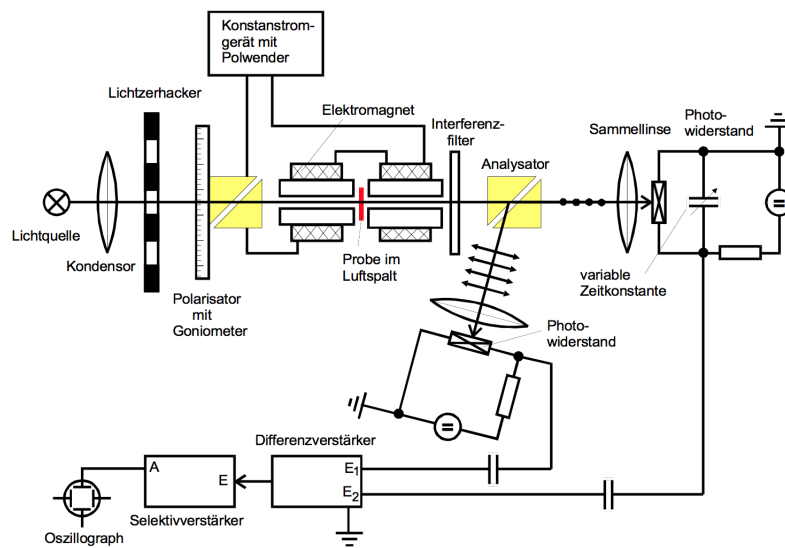 Konstanstrom-
gerät mit
Polwender
Lichtzerhacker
Elektromagnet
Interferenz-
filter
Analysator
Sammellinse
Photo-
widerstand
Lichtquelle
Kondensor
Polarisator
mit
Goniometer
Probe im
Luftspalt
variable
Zeitkonstante
Photo-
widerstand
Differenzverstärker
A
E
E1
E2
Selektivverstärker
Oszillograph